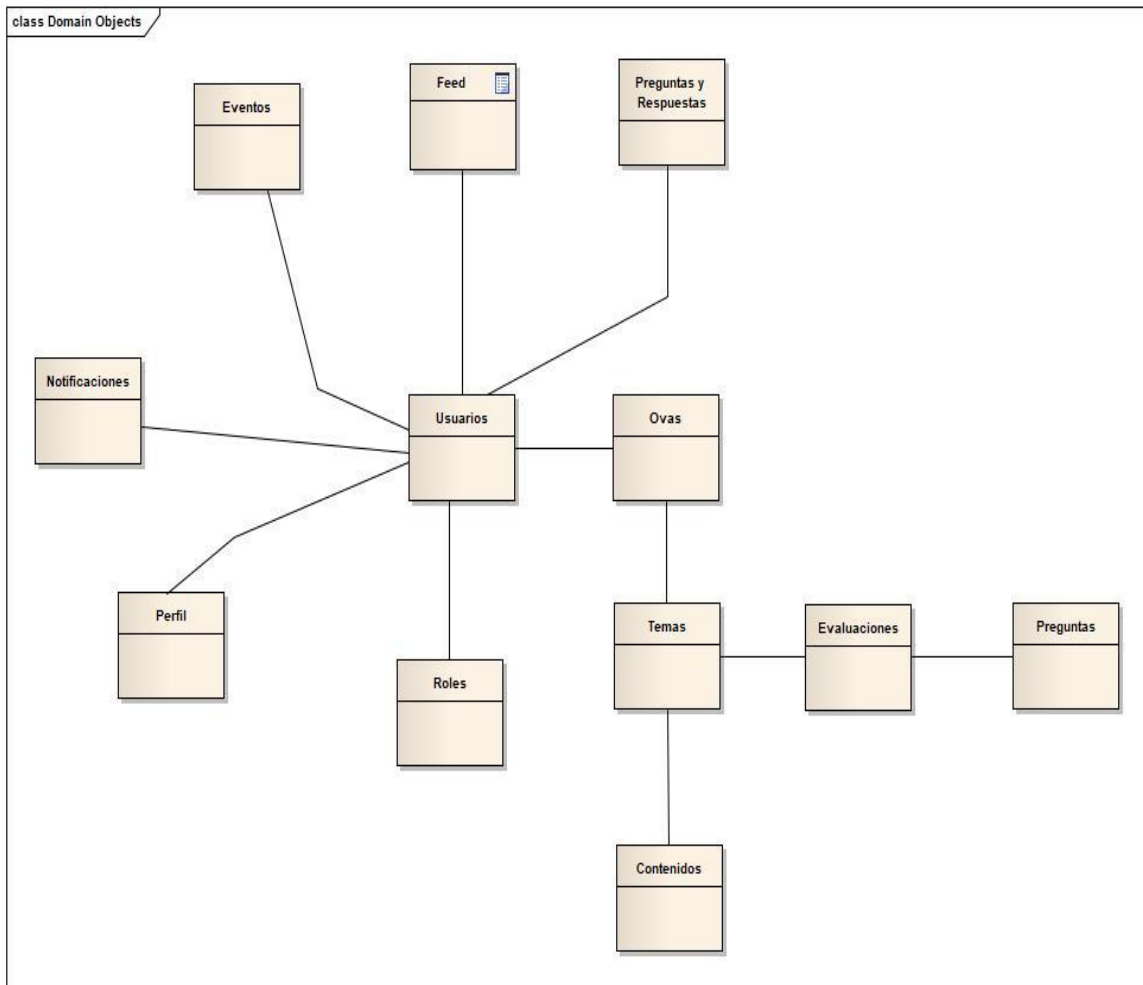 class Domain Objects
Feed
Preguntas y
Respuestas
Eventos
Notificaciones
Usuarios
Ovas
Perfil
Temas
Evaluaciones
Preguntas
Roles
Contenidos